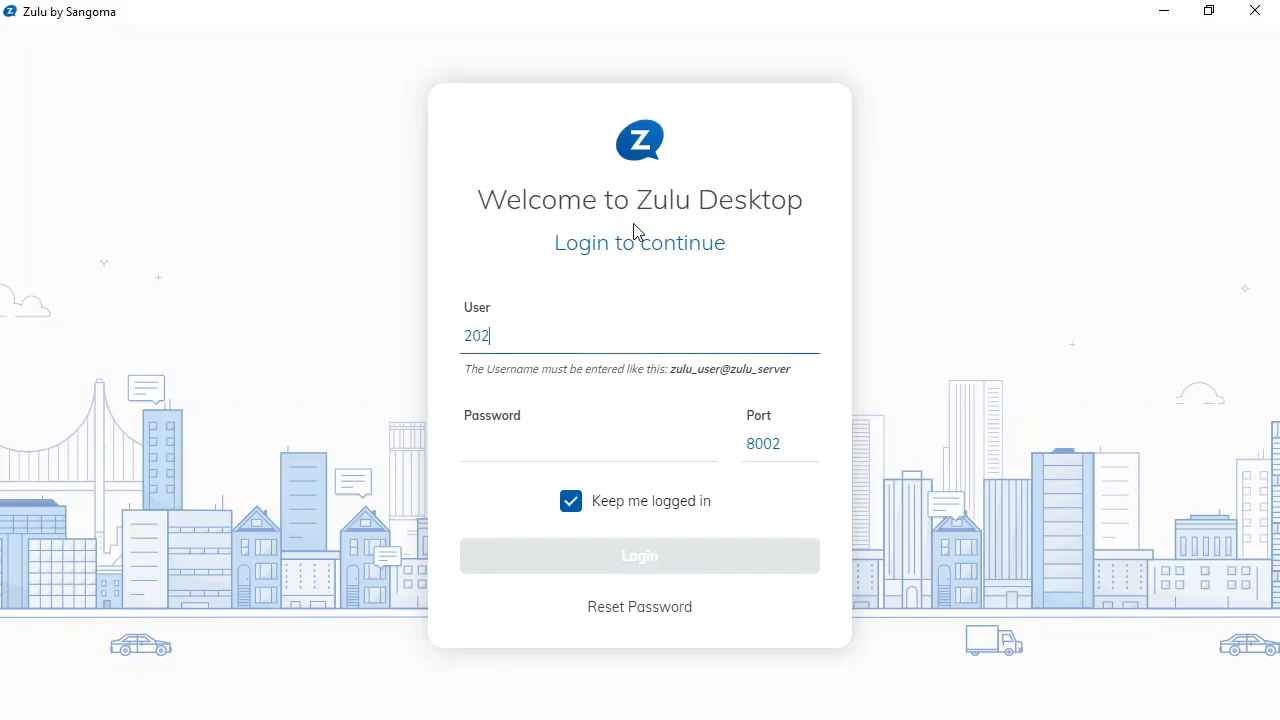 Zulu by Sangoma
Z
Welcome to Zulu Desktop
Login to continue
User
202
The Username must be entered like this: zulu_user@zulu_server
Password Port
8002
Keep me logged in
Login
Reset Password